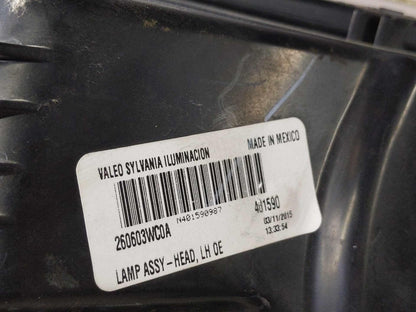 VALEO SYLVANIA ILUMINACION
MADE IN MEXICO
N401590987
260603WC0A
401590
03/11/2015
13:33:54
LAMP ASSY-HEAD, LH OE